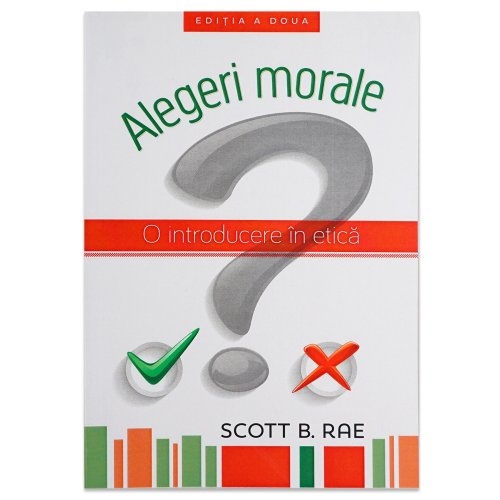 EDIȚIA A DOUA
Alegeri morale
O introducere în etică
SCOTT B. RAE